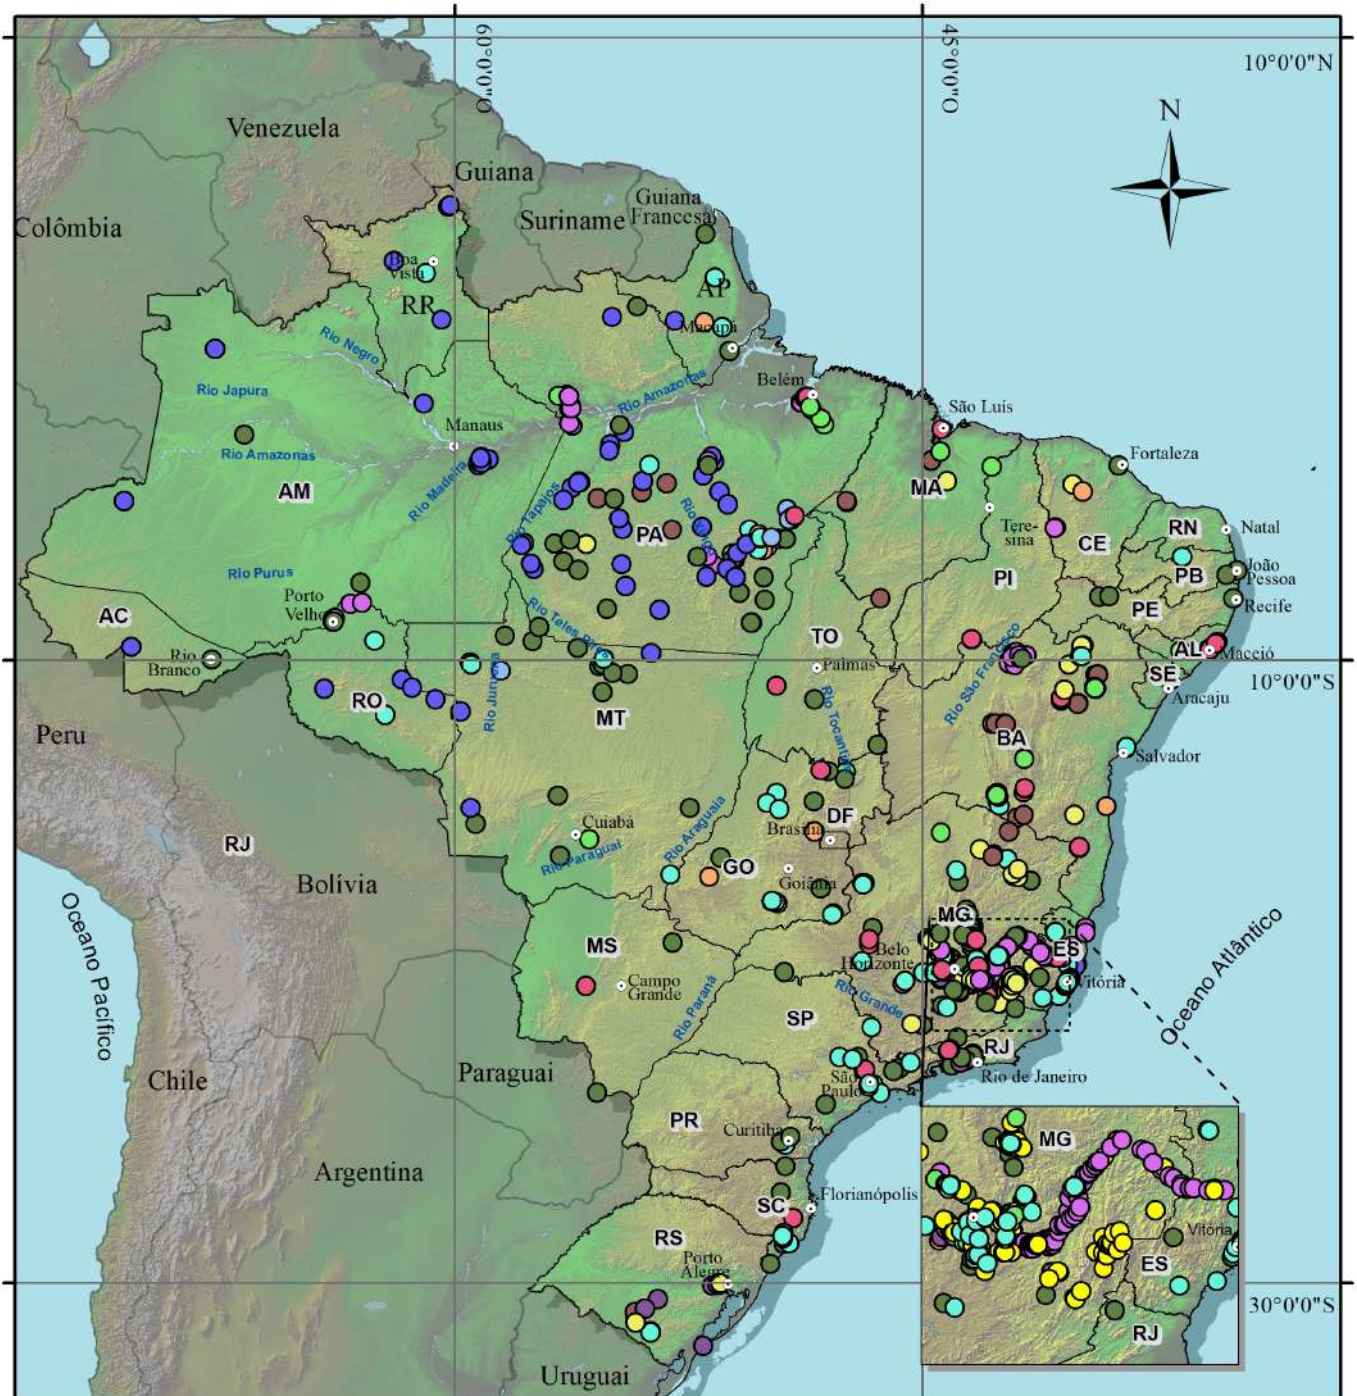 60°0'0"O
45°0'0"O
10°0'0"N
N
Venezuela
Guiana
Suriname
Guiana
Francesa
Colômbia
Boa
Vista
RR
AP
Macapá
Rio Negro
Rio Japura
Rio Amazonas
Belém
São Luís
Manaus
Rio Amazonas
Fortaleza
AM
Rio Madeira
Rio Tapajos
PA
MA
Tere-
sina
CE
RN
Natal
PI
PB
João
Pessoa
Rio Purus
Porto
Velho
AC
PE
Recife
Rio Teles Pires
TO
Rio
Branco
Palmas
Rio São Francisco
AL
Maceió
SE
Aracaju
10°0'0"S
RO
Rio Juruena
MT
Rio Tocantins
Peru
BA
Salvador
Cuiabá
Rio Paraguai
Rio Araguaia
DF
Brasília
RJ
GO
Goiânia
Bolívia
MG
MS
Belo
Horizonte
ES
Vitória
Campo
Grande
Oceano Pacífico
Oceano Atlântico
Rio Paraná
Rio Grande
SP
RJ
Rio de Janeiro
São
Paulo
Chile
Paraguai
PR
Curitiba
MG
Argentina
SC
Florianópolis
RS
Porto
Alegre
Vitória
ES
RJ
30°0'0"S
Uruguai